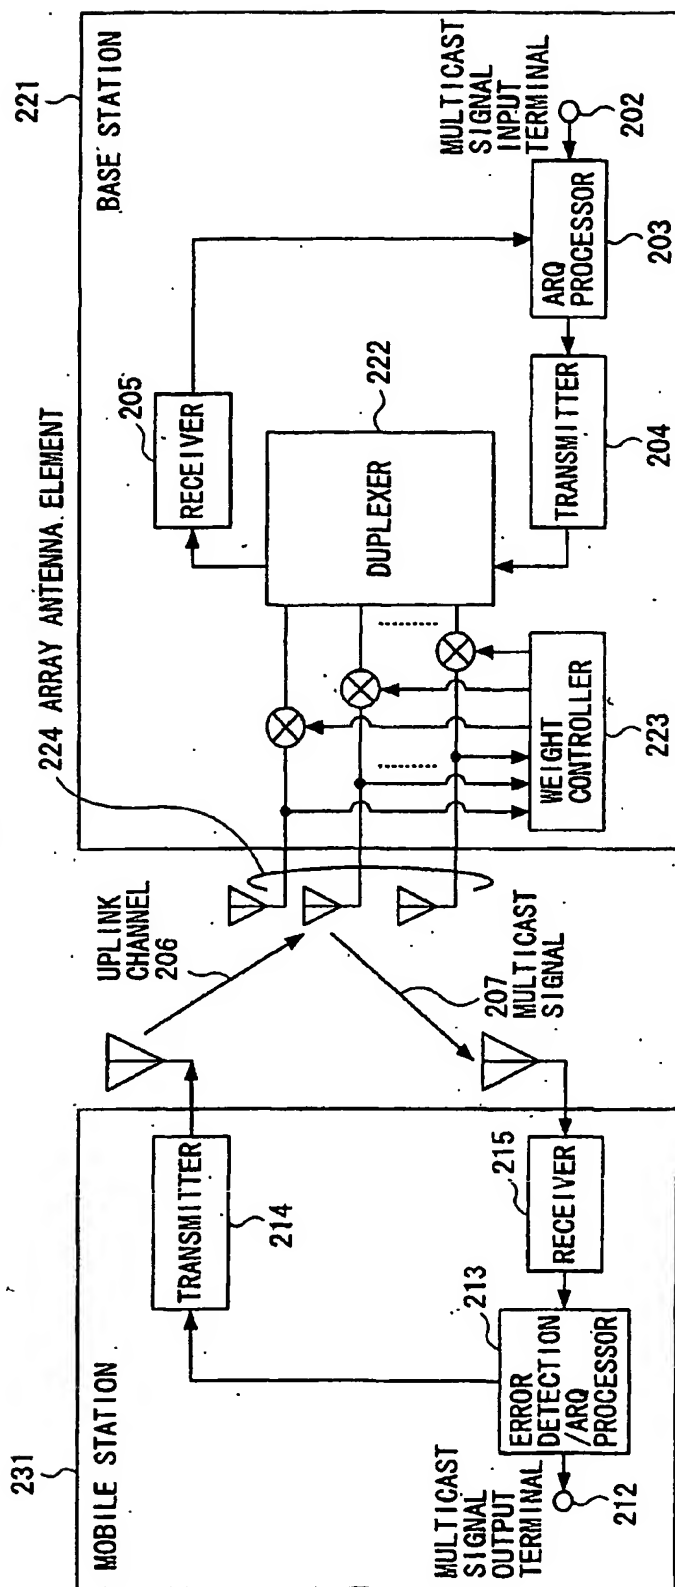 231
MOBILE STATION
MULTICAST
SIGNAL
OUTPUT
TERMINAL
212
213
ERROR
DETECTION
/ARQ
PROCESSOR
TRANSMITTER
214
215
RECEIVER
UPLINK
CHANNEL
206
207
MULTICAST
SIGNAL
224 ARRAY ANTENNA ELEMENT
221
BASE STATION
205
RECEIVER
222
DUPLEXER
WEIGHT
CONTROLLER
223
TRANSMITTER
204
ARQ
PROCESSOR
203
MULTICAST
SIGNAL
INPUT
TERMINAL
202